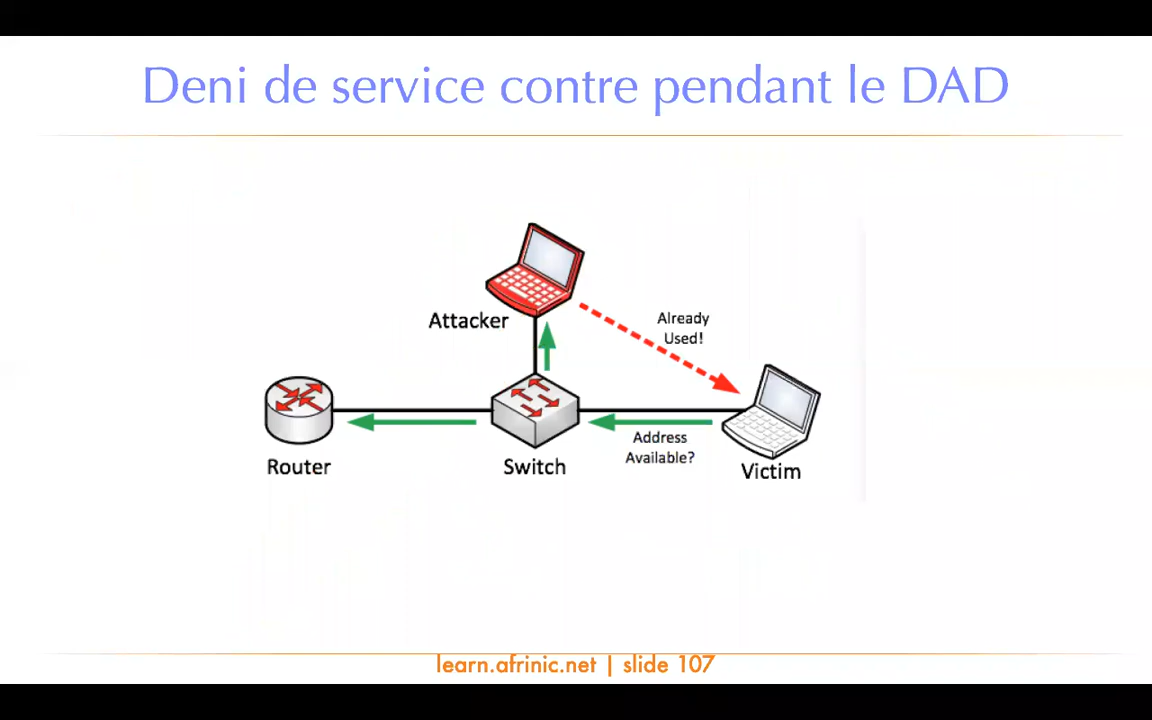 Deni de service contre pendant le DAD
Attacker
Already
Used!
Address
Available?
Router
Switch
Victim
learn.afrinic.net | slide 107